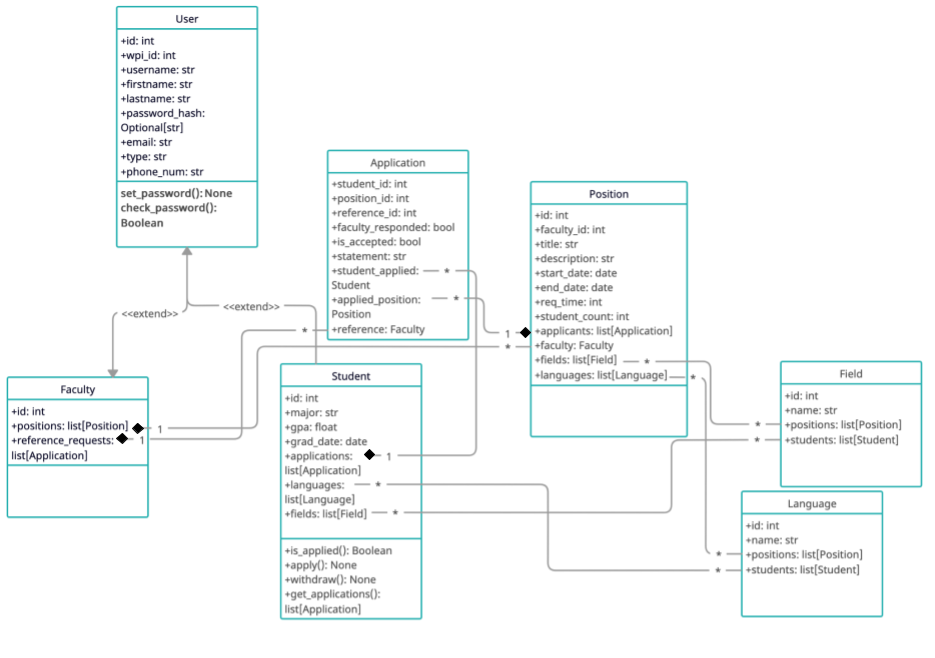 User
+id: int
+wpi_id: int
+username: str
+firstname: str
+lastname: str
+password_hash:
Optional[str]
+email: str
+type: str
+phone_num: str
set_password(): None
check_password():
Boolean
Application
+student_id: int
+position_id: int
+reference_id: int
+faculty_responded: bool
+is_accepted: bool
+statement: str
+student_applied: *
Student
+applied_position: *
Position
* +reference: Faculty
Position
+id: int
+faculty_id: int
+title: str
+description: str
+start_date: date
+end_date: date
+req_time: int
+student_count: int
1 +applicants: list[Application]
* +faculty: Faculty
+fields: list[Field] *
+languages: list[Language] *
<<extend>>
<<extend>>
Faculty
+id: int
+positions: list[Position] 1
+reference_requests: 1
list[Application]
Student
+id: int
+major: str
+gpa: float
+grad_date: date
+applications: 1
list[Application]
+languages: *
list[Language]
+fields: list[Field] *
+is_applied(): Boolean
+apply(): None
+withdraw(): None
+get_applications():
list[Application]
Field
+id: int
+name: str
* +positions: list[Position]
* +students: list[Student]
Language
+id: int
+name: str
* +positions: list[Position]
* +students: list[Student]